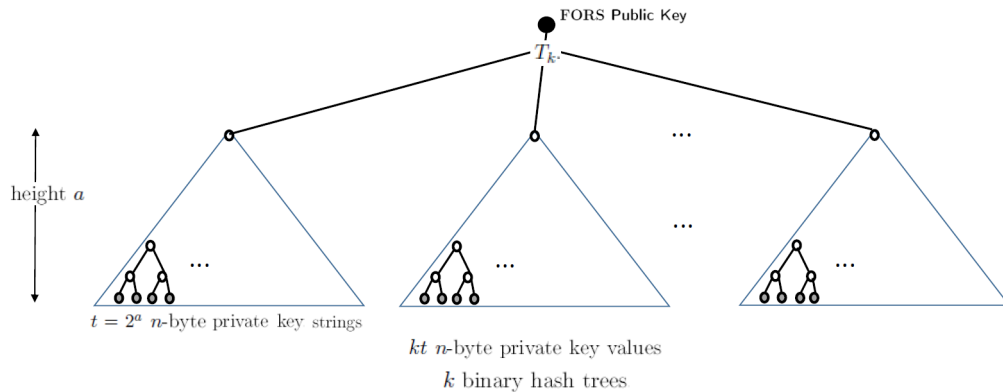 FORS Public Key
T_k.
...
height a
...
... ... ...
t = 2^a n-byte private key strings
kt n-byte private key values
k binary hash trees